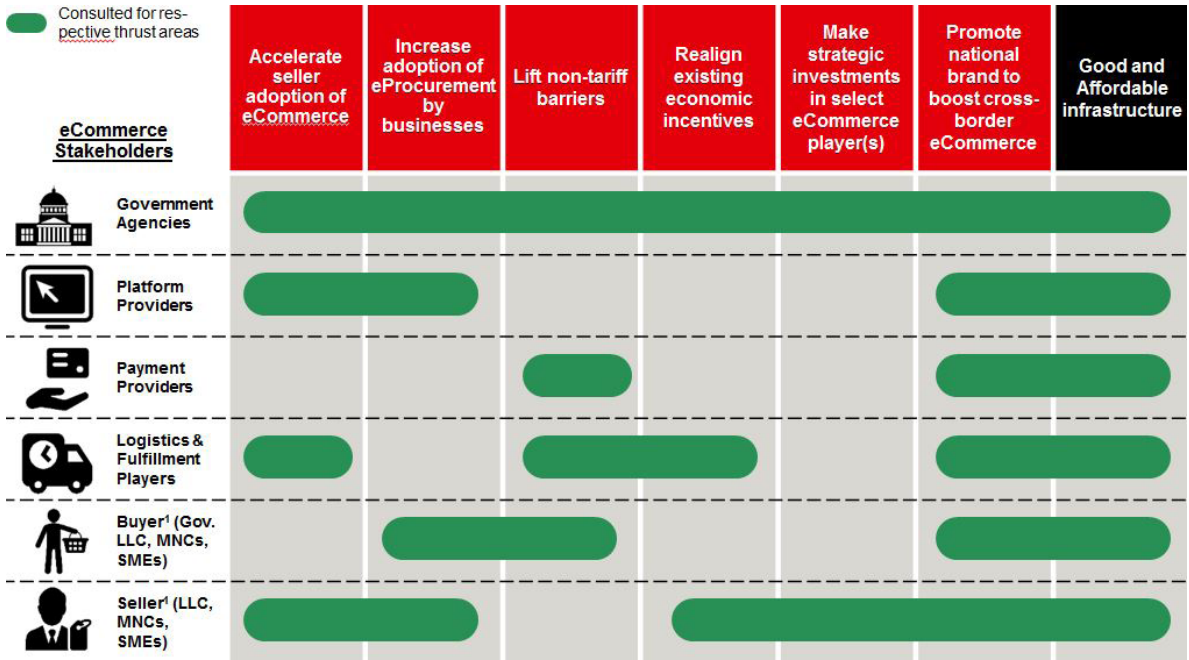 Consulted for res-
pective thrust areas
eCommerce
Stakeholders
Accelerate
seller
adoption of
eCommerce
Increase
adoption of
eProcurement
by
businesses
Lift non-tariff
barriers
Realign
existing
economic
incentives
Make
strategic
investments
in select
eCommerce
player(s)
Promote
national
brand to
boost cross-
border
eCommerce
Good and
Affordable
infrastructure
Government
Agencies
Platform
Providers
Payment
Providers
Logistics &
Fulfillment
Players
Buyer¹ (Gov.
LLC, MNCs,
SMEs)
Seller¹ (LLC,
MNCs,
SMEs)